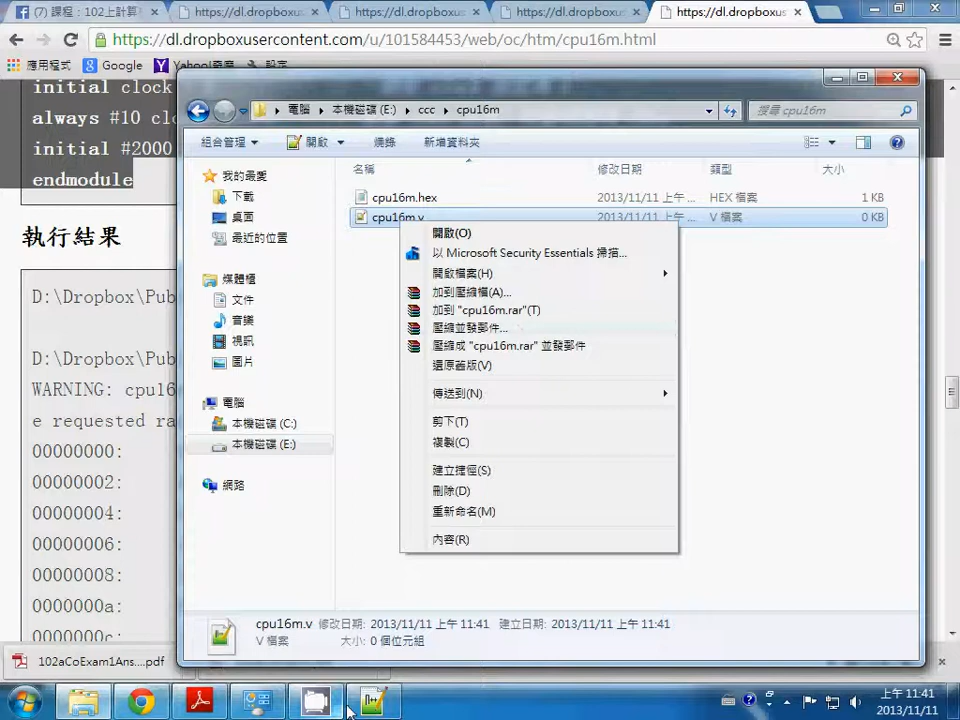 102上計算
https://dl.dropboxus
https://dl.dropboxus
https://dl.dropboxus
https://dl.dropboxus
https://dl.dropboxusercontent.com/u/101584453/web/oc/htm/cpu16m.html
應用程式
Google
initial clock
always #10 clo
initial #2000
endmodule
執行結果
D:\Dropbox\Pub
D:\Dropbox\Pub
WARNING: cpu16
e requested ra
00000000:
00000002:
00000004:
00000006:
00000008:
0000000a:
0000000c:
102aCoExam1Ans....pdf
電腦 本機磁碟 (E:) ccc cpu16m
搜尋 cpu16m
組合管理 開啟 燒錄 新增資料夾
我的最愛
下載
桌面
最近的位置
媒體櫃
文件
音樂
視訊
圖片
電腦
本機磁碟 (C:)
本機磁碟 (E:)
網路
名稱 修改日期 類型 大小
cpu16m.hex 2013/11/11 上午 ... HEX 檔案 1 KB
cpu16m.v 2013/11/11 上午 ... V 檔案 0 KB
開啟(O)
以 Microsoft Security Essentials 掃描...
開啟檔案(H)
加到壓縮檔(A)...
加到 "cpu16m.rar"(T)
壓縮並發郵件...
壓縮成 "cpu16m.rar" 並發郵件
還原舊版(V)
傳送到(N)
剪下(T)
複製(C)
建立捷徑(S)
刪除(D)
重新命名(M)
內容(R)
cpu16m.v 修改日期: 2013/11/11 上午 11:41 建立日期: 2013/11/11 上午 11:41
V 檔案 大小: 0 個位元組
上午 11:41
2013/11/11